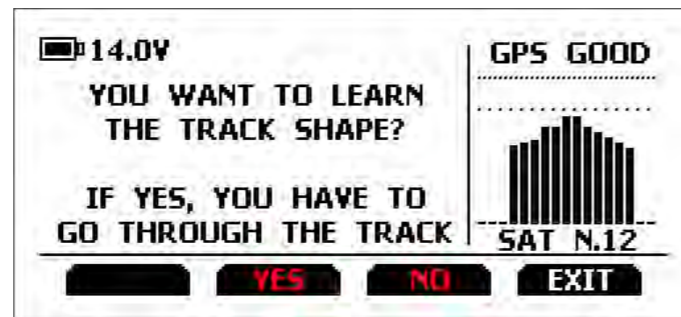 14.0V
GPS GOOD
YOU WANT TO LEARN
THE TRACK SHAPE?
IF YES, YOU HAVE TO
GO THROUGH THE TRACK
SAT N.12
YES
NO
EXIT